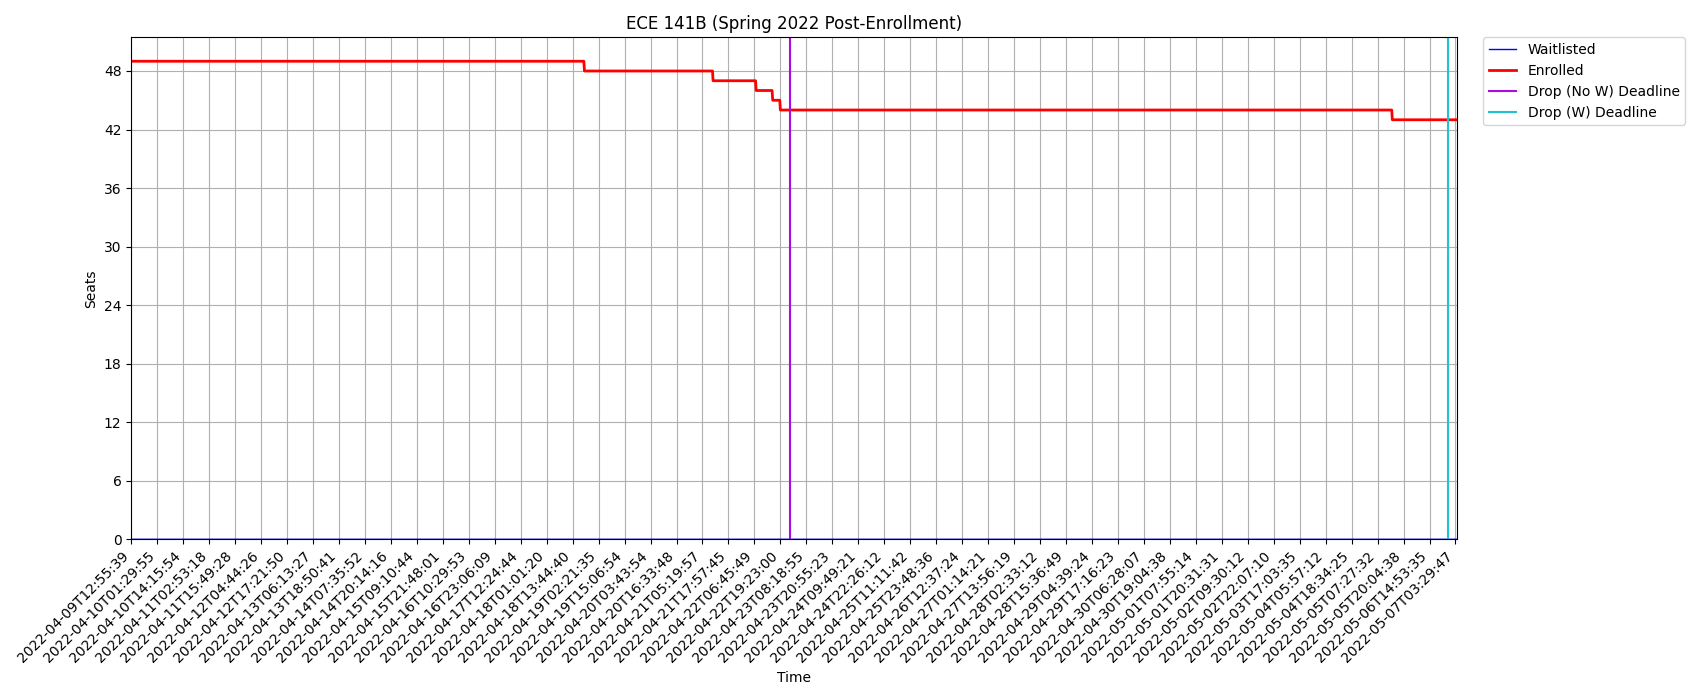 ECE 141B (Spring 2022 Post-Enrollment)
Waitlisted
Enrolled
Drop (No W) Deadline
Drop (W) Deadline
Seats
48
42
36
30
24
18
12
6
0
2022-04-09T12:55:39
2022-04-10T01:29:55
2022-04-10T14:15:54
2022-04-11T02:53:18
2022-04-11T15:49:28
2022-04-12T04:44:26
2022-04-12T17:21:50
2022-04-13T06:13:27
2022-04-13T18:50:41
2022-04-14T07:35:52
2022-04-14T20:14:16
2022-04-15T09:10:44
2022-04-15T21:48:01
2022-04-16T10:29:53
2022-04-16T23:06:09
2022-04-17T12:24:44
2022-04-18T01:01:20
2022-04-18T13:44:40
2022-04-19T02:21:35
2022-04-19T15:06:54
2022-04-20T03:43:54
2022-04-20T16:33:48
2022-04-21T05:19:57
2022-04-21T17:57:45
2022-04-22T06:45:49
2022-04-22T19:23:00
2022-04-23T08:18:55
2022-04-23T20:55:23
2022-04-24T09:49:21
2022-04-24T22:26:12
2022-04-25T11:11:42
2022-04-25T23:48:36
2022-04-26T12:37:24
2022-04-27T01:14:21
2022-04-27T13:56:19
2022-04-28T02:33:12
2022-04-28T15:36:49
2022-04-29T04:39:24
2022-04-29T17:16:23
2022-04-30T06:28:07
2022-04-30T19:04:38
2022-05-01T07:55:14
2022-05-01T20:31:31
2022-05-02T09:30:12
2022-05-02T22:07:10
2022-05-03T17:03:35
2022-05-04T05:57:12
2022-05-04T18:34:25
2022-05-05T07:27:32
2022-05-05T20:04:38
2022-05-06T14:53:35
2022-05-07T03:29:47
Time